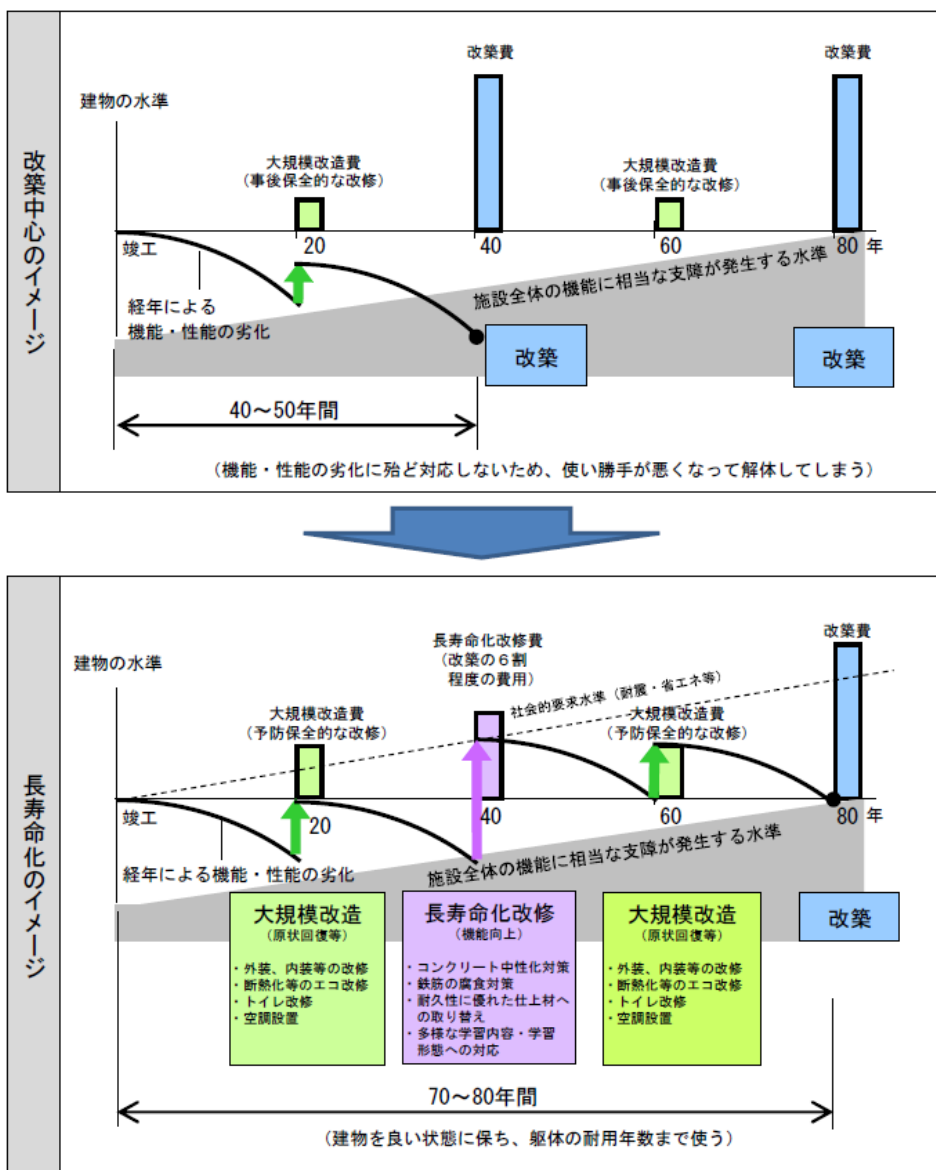 改築中心のイメージ
建物の水準
改築費
改築費
大規模改造費
（事後保全的な改修）
大規模改造費
（事後保全的な改修）
竣工
20
40
60
80 年
経年による
機能・性能の劣化
施設全体の機能に相当な支障が発生する水準
改築
改築
40～50年間
（機能・性能の劣化に殆ど対応しないため、使い勝手が悪くなって解体してしまう）
長寿命化のイメージ
建物の水準
長寿命化改修費
（改築の６割
程度の費用）
改築費
社会的要求水準（耐震・省エネ等）
大規模改造費
（予防保全的な改修）
大規模改造費
（予防保全的な改修）
竣工
20
40
60
80 年
経年による機能・性能の劣化
施設全体の機能に相当な支障が発生する水準
大規模改造
（原状回復等）
・外装、内装等の改修
・断熱化等のエコ改修
・トイレ改修
・空調設置
長寿命化改修
（機能向上）
・コンクリート中性化対策
・鉄筋の腐食対策
・耐久性に優れた仕上材へ
の取り替え
・多様な学習内容・学習
形態への対応
大規模改造
（原状回復等）
・外装、内装等の改修
・断熱化等のエコ改修
・トイレ改修
・空調設置
改築
70～80年間
（建物を良い状態に保ち、躯体の耐用年数まで使う）